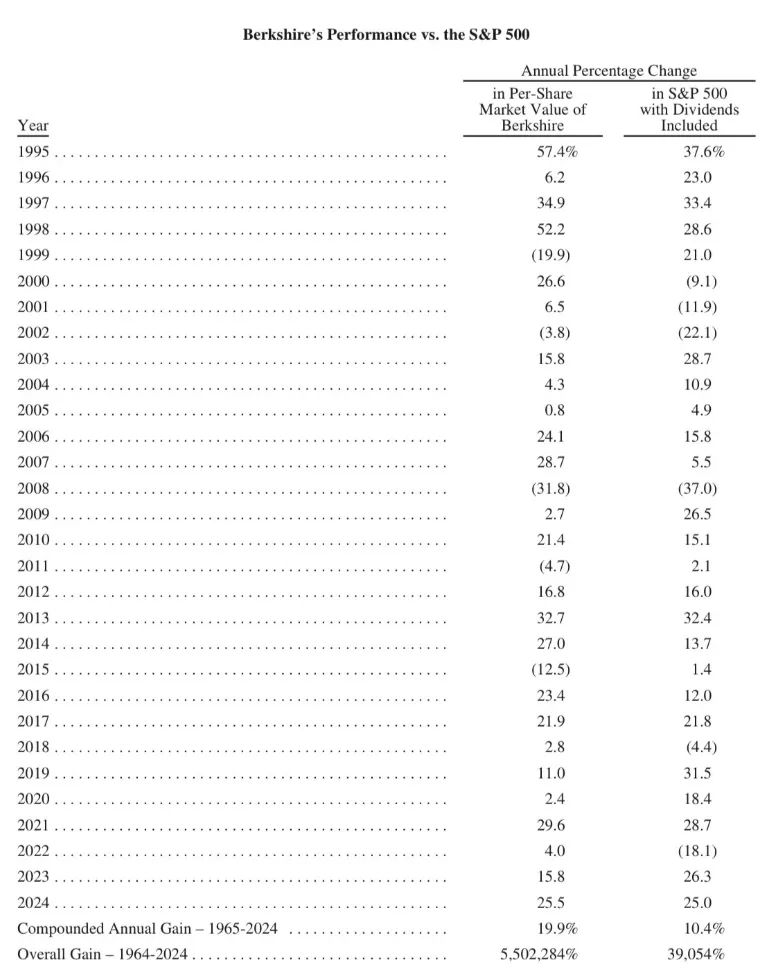 Berkshire's Performance vs. the S&P 500
Annual Percentage Change
in Per-Share in S&P 500
Market Value of with Dividends
Year Berkshire Included
1995 . . . . . . . . . . . . . . . . . . . . . . . . . . . . . . . . . . . . . . . . . . . . . . . . . . 57.4% 37.6%
1996 . . . . . . . . . . . . . . . . . . . . . . . . . . . . . . . . . . . . . . . . . . . . . . . . . . 6.2 23.0
1997 . . . . . . . . . . . . . . . . . . . . . . . . . . . . . . . . . . . . . . . . . . . . . . . . . . 34.9 33.4
1998 . . . . . . . . . . . . . . . . . . . . . . . . . . . . . . . . . . . . . . . . . . . . . . . . . . 52.2 28.6
1999 . . . . . . . . . . . . . . . . . . . . . . . . . . . . . . . . . . . . . . . . . . . . . . . . . . (19.9) 21.0
2000 . . . . . . . . . . . . . . . . . . . . . . . . . . . . . . . . . . . . . . . . . . . . . . . . . . 26.6 (9.1)
2001 . . . . . . . . . . . . . . . . . . . . . . . . . . . . . . . . . . . . . . . . . . . . . . . . . . 6.5 (11.9)
2002 . . . . . . . . . . . . . . . . . . . . . . . . . . . . . . . . . . . . . . . . . . . . . . . . . . (3.8) (22.1)
2003 . . . . . . . . . . . . . . . . . . . . . . . . . . . . . . . . . . . . . . . . . . . . . . . . . . 15.8 28.7
2004 . . . . . . . . . . . . . . . . . . . . . . . . . . . . . . . . . . . . . . . . . . . . . . . . . . 4.3 10.9
2005 . . . . . . . . . . . . . . . . . . . . . . . . . . . . . . . . . . . . . . . . . . . . . . . . . . 0.8 4.9
2006 . . . . . . . . . . . . . . . . . . . . . . . . . . . . . . . . . . . . . . . . . . . . . . . . . . 24.1 15.8
2007 . . . . . . . . . . . . . . . . . . . . . . . . . . . . . . . . . . . . . . . . . . . . . . . . . . 28.7 5.5
2008 . . . . . . . . . . . . . . . . . . . . . . . . . . . . . . . . . . . . . . . . . . . . . . . . . . (31.8) (37.0)
2009 . . . . . . . . . . . . . . . . . . . . . . . . . . . . . . . . . . . . . . . . . . . . . . . . . . 2.7 26.5
2010 . . . . . . . . . . . . . . . . . . . . . . . . . . . . . . . . . . . . . . . . . . . . . . . . . . 21.4 15.1
2011 . . . . . . . . . . . . . . . . . . . . . . . . . . . . . . . . . . . . . . . . . . . . . . . . . . (4.7) 2.1
2012 . . . . . . . . . . . . . . . . . . . . . . . . . . . . . . . . . . . . . . . . . . . . . . . . . . 16.8 16.0
2013 . . . . . . . . . . . . . . . . . . . . . . . . . . . . . . . . . . . . . . . . . . . . . . . . . . 32.7 32.4
2014 . . . . . . . . . . . . . . . . . . . . . . . . . . . . . . . . . . . . . . . . . . . . . . . . . . 27.0 13.7
2015 . . . . . . . . . . . . . . . . . . . . . . . . . . . . . . . . . . . . . . . . . . . . . . . . . . (12.5) 1.4
2016 . . . . . . . . . . . . . . . . . . . . . . . . . . . . . . . . . . . . . . . . . . . . . . . . . . 23.4 12.0
2017 . . . . . . . . . . . . . . . . . . . . . . . . . . . . . . . . . . . . . . . . . . . . . . . . . . 21.9 21.8
2018 . . . . . . . . . . . . . . . . . . . . . . . . . . . . . . . . . . . . . . . . . . . . . . . . . . 2.8 (4.4)
2019 . . . . . . . . . . . . . . . . . . . . . . . . . . . . . . . . . . . . . . . . . . . . . . . . . . 11.0 31.5
2020 . . . . . . . . . . . . . . . . . . . . . . . . . . . . . . . . . . . . . . . . . . . . . . . . . . 2.4 18.4
2021 . . . . . . . . . . . . . . . . . . . . . . . . . . . . . . . . . . . . . . . . . . . . . . . . . . 29.6 28.7
2022 . . . . . . . . . . . . . . . . . . . . . . . . . . . . . . . . . . . . . . . . . . . . . . . . . . 4.0 (18.1)
2023 . . . . . . . . . . . . . . . . . . . . . . . . . . . . . . . . . . . . . . . . . . . . . . . . . . 15.8 26.3
2024 . . . . . . . . . . . . . . . . . . . . . . . . . . . . . . . . . . . . . . . . . . . . . . . . . . 25.5 25.0
Compounded Annual Gain – 1965-2024 . . . . . . . . . . . . . . . . . . . . 19.9% 10.4%
Overall Gain – 1964-2024 . . . . . . . . . . . . . . . . . . . . . . . . . . . . . . . . 5,502,284% 39,054%